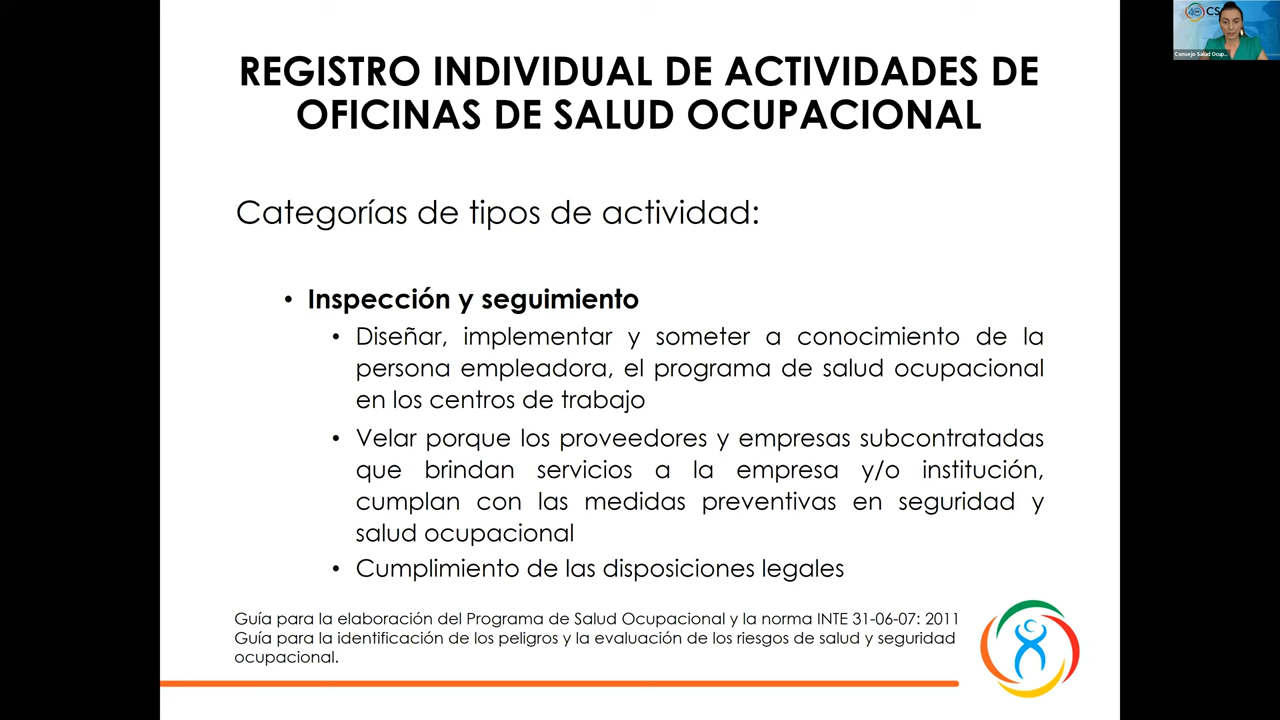 REGISTRO INDIVIDUAL DE ACTIVIDADES DE
OFICINAS DE SALUD OCUPACIONAL
Categorías de tipos de actividad:
• Inspección y seguimiento
• Diseñar, implementar y someter a conocimiento de la
persona empleadora, el programa de salud ocupacional
en los centros de trabajo
• Velar porque los proveedores y empresas subcontratadas
que brindan servicios a la empresa y/o institución,
cumplan con las medidas preventivas en seguridad y
salud ocupacional
• Cumplimiento de las disposiciones legales
Guía para la elaboración del Programa de Salud Ocupacional y la norma INTE 31-06-07: 2011
Guía para la identificación de los peligros y la evaluación de los riesgos de salud y seguridad
ocupacional.
Consejo Salud Ocup...